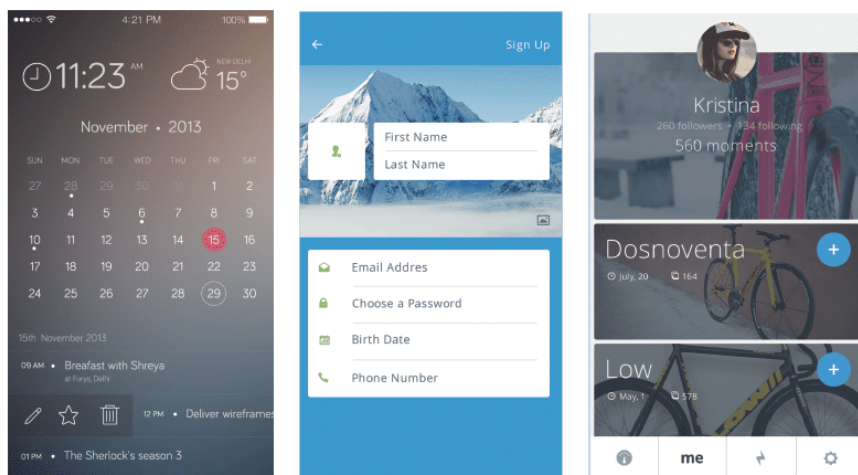 4:21 PM 100%
11:23 AM
NEW DELHI
15°
November • 2013
SUN MON TUE WED THU FRI SAT
27 28 29 30 31 1 2
3 4 5 6 7 8 9
10 11 12 13 14 15 16
17 18 19 20 21 22 23
24 25 26 27 28 29 30
15th November 2013
09 AM • Breafast with Shreya
at Furys, Delhi
12 PM • Deliver wireframes
01 PM • The Sherlock's season 3
Sign Up
First Name
Last Name
Email Addres
Choose a Password
Birth Date
Phone Number
Kristina
260 followers • 134 following
560 moments
Dosnoventa
July, 20 164
Low
May, 1 578
me